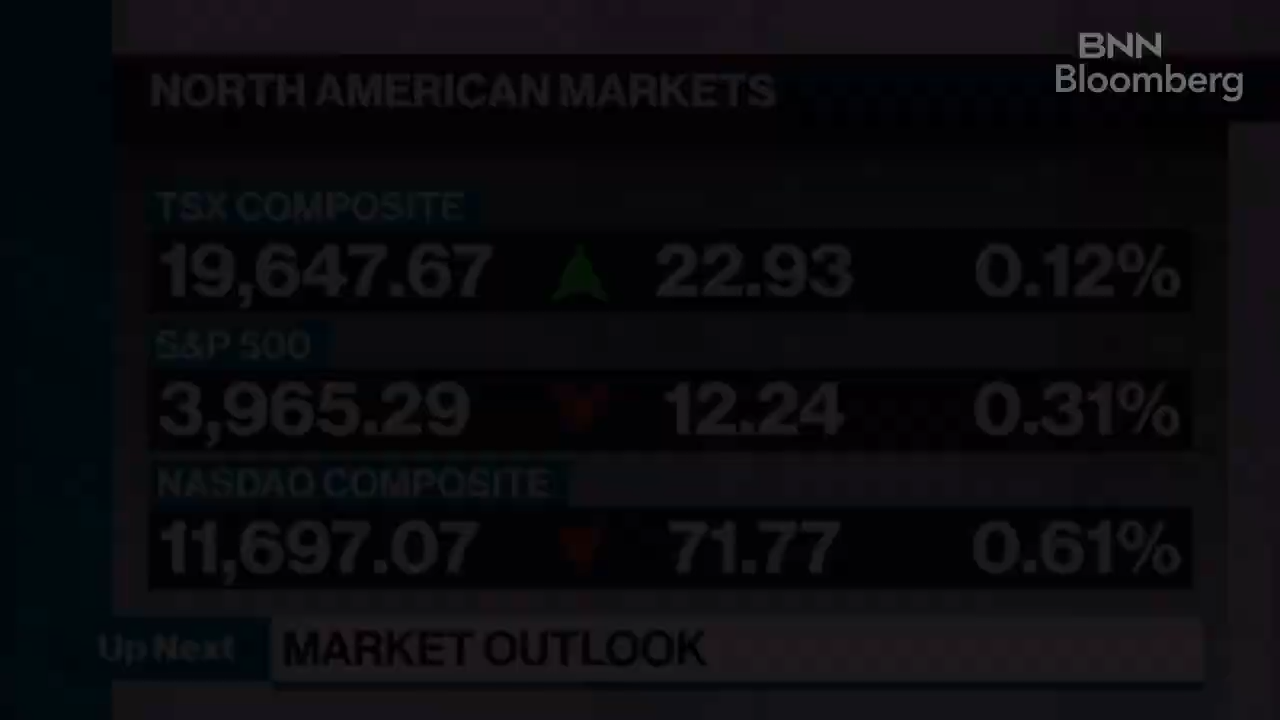 BNN
Bloomberg
NORTH AMERICAN MARKETS
TSX COMPOSITE
19,647.67 22.93 0.12%
S&P 500
3,965.29 12.24 0.31%
NASDAQ COMPOSITE
11,697.07 71.77 0.61%
Up Next MARKET OUTLOOK